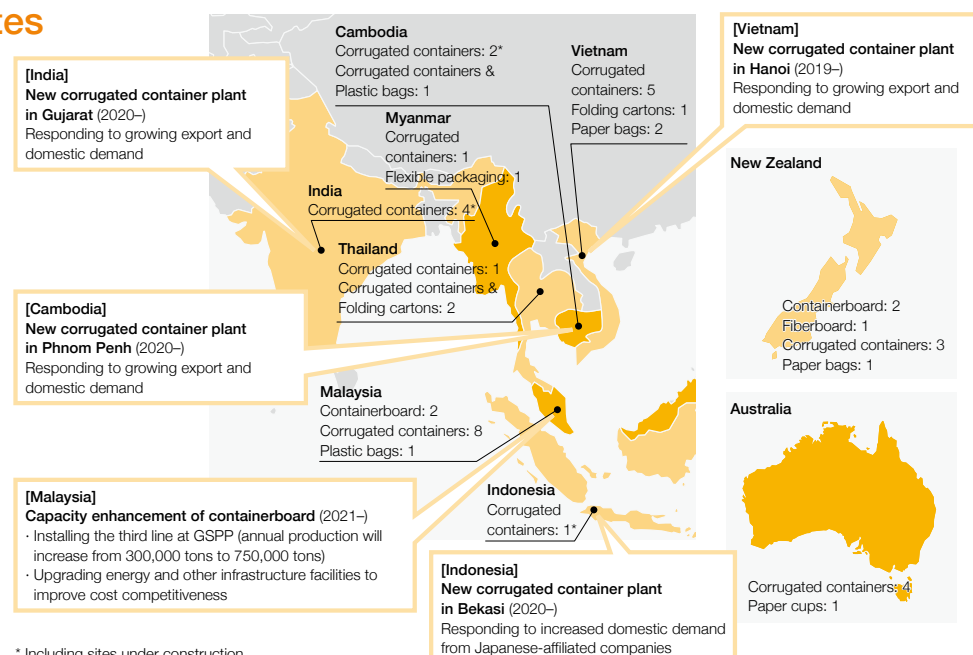 tes
[India]
New corrugated container plant
in Gujarat (2020–)
Responding to growing export and
domestic demand
Cambodia
Corrugated containers: 2*
Corrugated containers &
Plastic bags: 1
Vietnam
Corrugated
containers: 5
Folding cartons: 1
Paper bags: 2
[Vietnam]
New corrugated container plant
in Hanoi (2019–)
Responding to growing export and
domestic demand
Myanmar
Corrugated
containers: 1
Flexible packaging: 1
India
Corrugated containers: 4*
Thailand
Corrugated containers: 1
Corrugated containers &
Folding cartons: 2
New Zealand
Containerboard: 2
Fiberboard: 1
Corrugated containers: 3
Paper bags: 1
[Cambodia]
New corrugated container plant
in Phnom Penh (2020–)
Responding to growing export and
domestic demand
Malaysia
Containerboard: 2
Corrugated containers: 8
Plastic bags: 1
Australia
Corrugated containers: 4
Paper cups: 1
[Malaysia]
Capacity enhancement of containerboard (2021–)
· Installing the third line at GSPP (annual production will
increase from 300,000 tons to 750,000 tons)
· Upgrading energy and other infrastructure facilities to
improve cost competitiveness
Indonesia
Corrugated
containers: 1*
[Indonesia]
New corrugated container plant
in Bekasi (2020–)
Responding to increased domestic demand
from Japanese-affiliated companies
* Including sites under construction